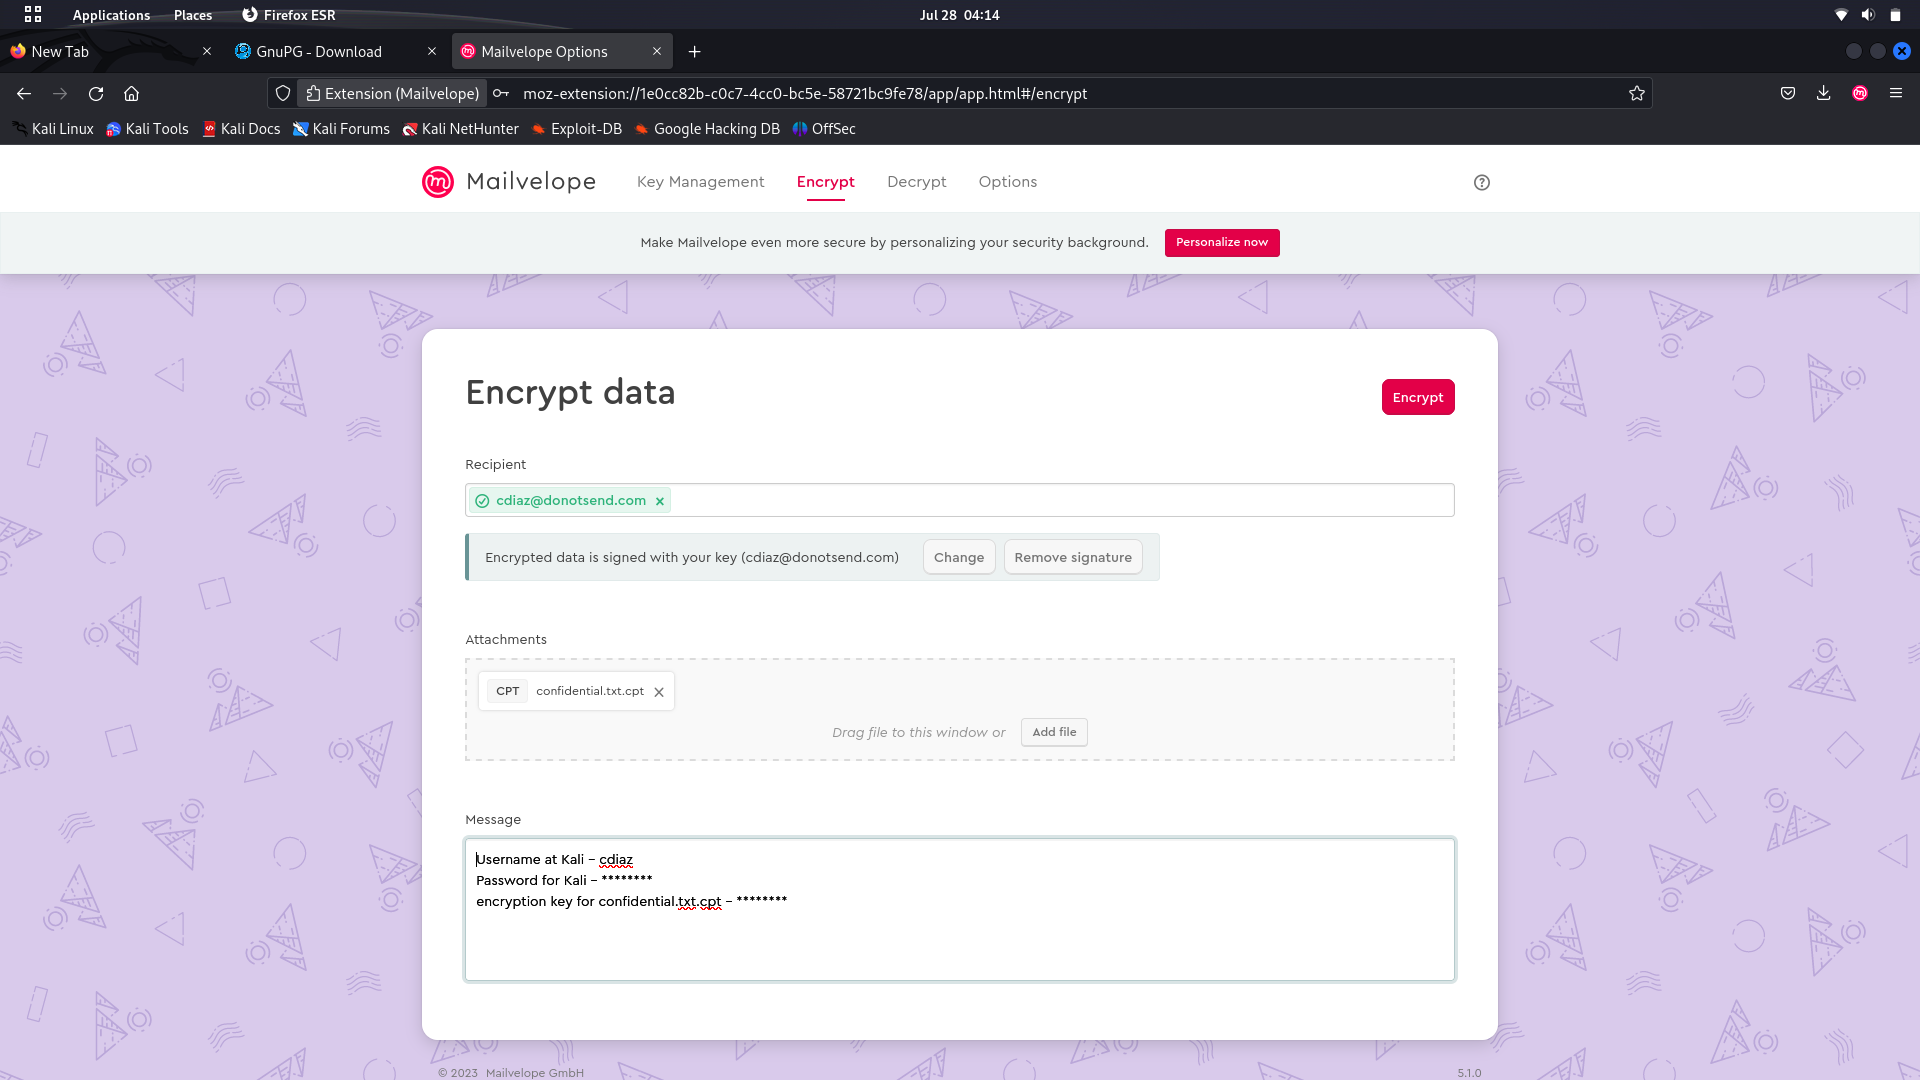 Applications Places Firefox ESR Jul 28 04:14
New Tab GnuPG - Download Mailvelope Options
Extension (Mailvelope) moz-extension://1e0cc82b-c0c7-4cc0-bc5e-58721bc9fe78/app/app.html#/encrypt
Kali Linux Kali Tools Kali Docs Kali Forums Kali NetHunter Exploit-DB Google Hacking DB OffSec
Mailvelope Key Management Encrypt Decrypt Options
Make Mailvelope even more secure by personalizing your security background. Personalize now
Encrypt data Encrypt
Recipient
cdiaz@donotsend.com
Encrypted data is signed with your key (cdiaz@donotsend.com) Change Remove signature
Attachments
CPT confidential.txt.cpt
Drag file to this window or Add file
Message
Username at Kali - cdiaz
Password for Kali - ********
encryption key for confidential.txt.cpt - ********
© 2023 Mailvelope GmbH 5.1.0